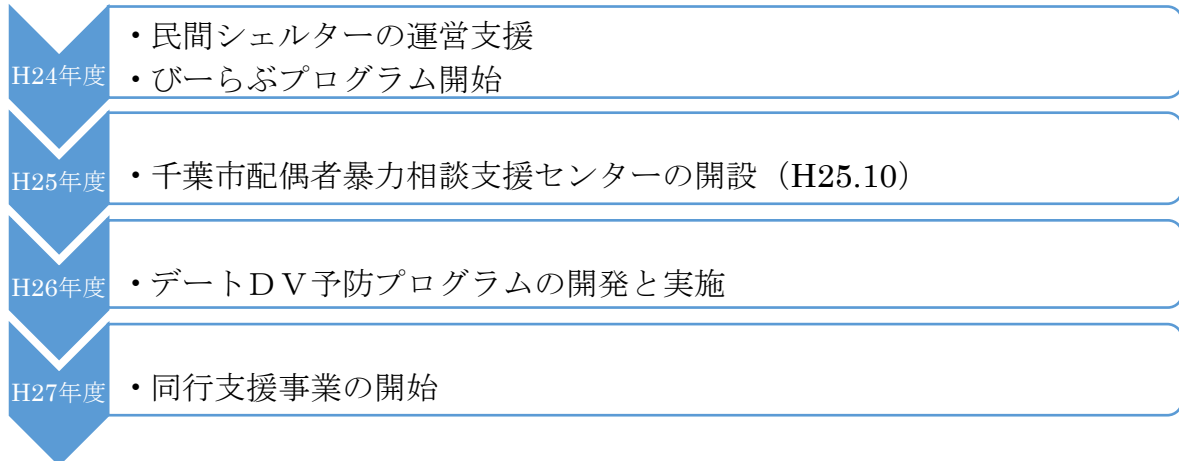 H24年度
・民間シェルターの運営支援
・びーらぶプログラム開始
H25年度
・千葉市配偶者暴力相談支援センターの開設（H25.10）
H26年度
・デートＤＶ予防プログラムの開発と実施
H27年度
・同行支援事業の開始